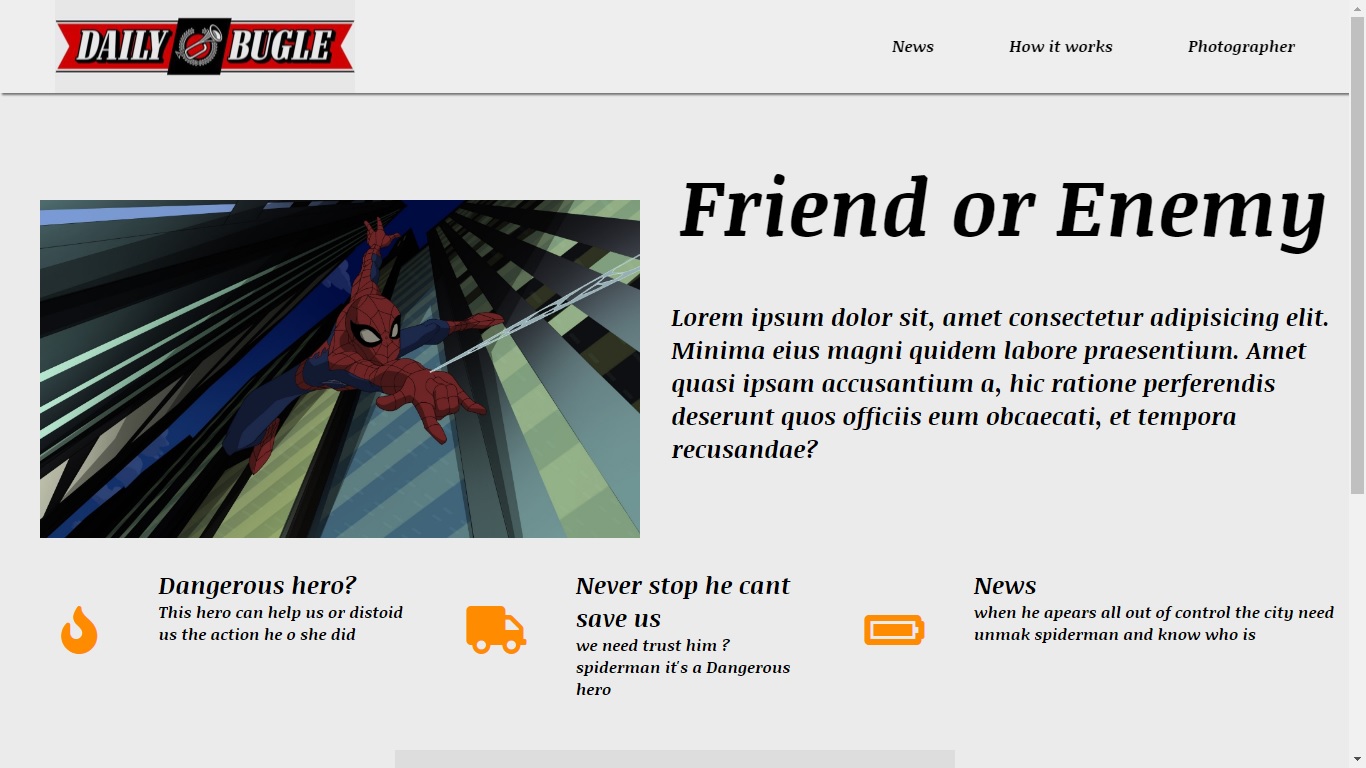 DAILY BUGLE
News
How it works
Photographer
Friend or Enemy
Lorem ipsum dolor sit, amet consectetur adipisicing elit.
Minima eius magni quidem labore praesentium. Amet
quasi ipsam accusantium a, hic ratione perferendis
deserunt quos officiis eum obcaecati, et tempora
recusandae?
Dangerous hero?
This hero can help us or distoid
us the action he o she did
Never stop he cant
save us
we need trust him ?
spiderman it's a Dangerous
hero
News
when he apears all out of control the city need
unmak spiderman and know who is